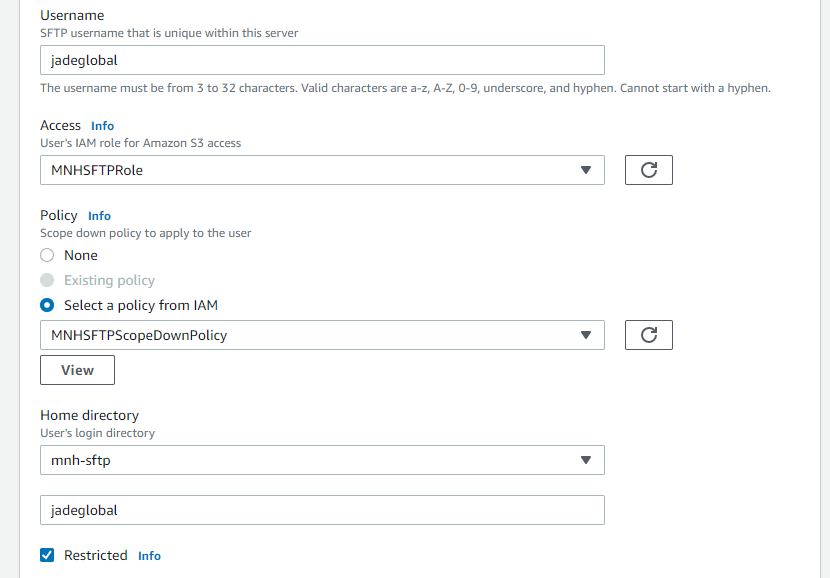 Username
SFTP username that is unique within this server
jadeglobal
The username must be from 3 to 32 characters. Valid characters are a-z, A-Z, 0-9, underscore, and hyphen. Cannot start with a hyphen.
Access Info
User's IAM role for Amazon S3 access
MNHSFTPRole
Policy Info
Scope down policy to apply to the user
None
Existing policy
Select a policy from IAM
MNHSFTPScopeDownPolicy
View
Home directory
User's login directory
mnh-sftp
jadeglobal
Restricted Info